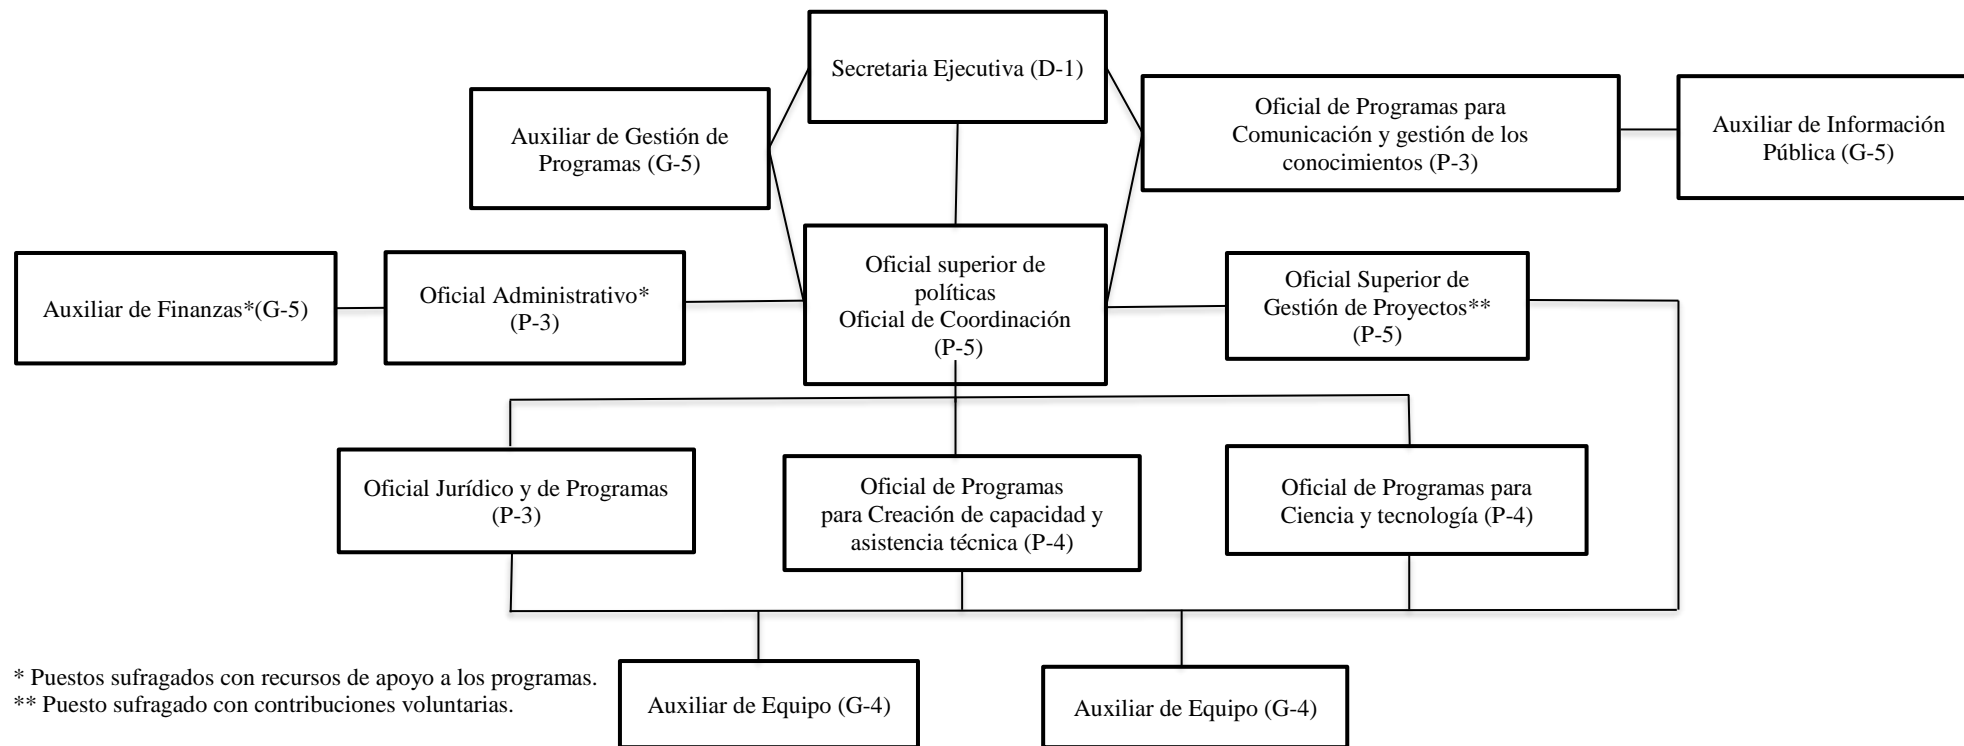 Secretaria Ejecutiva (D-1)
Auxiliar de Gestión de
Programas (G-5)
Oficial de Programas para
Comunicación y gestión de los
conocimientos (P-3)
Auxiliar de Información
Pública (G-5)
Auxiliar de Finanzas*(G-5)
Oficial Administrativo*
(P-3)
Oficial superior de
políticas
Oficial de Coordinación
(P-5)
Oficial Superior de
Gestión de Proyectos**
(P-5)
Oficial Jurídico y de Programas
(P-3)
Oficial de Programas
para Creación de capacidad y
asistencia técnica (P-4)
Oficial de Programas para
Ciencia y tecnología (P-4)
* Puestos sufragados con recursos de apoyo a los programas.
** Puesto sufragado con contribuciones voluntarias.
Auxiliar de Equipo (G-4)
Auxiliar de Equipo (G-4)